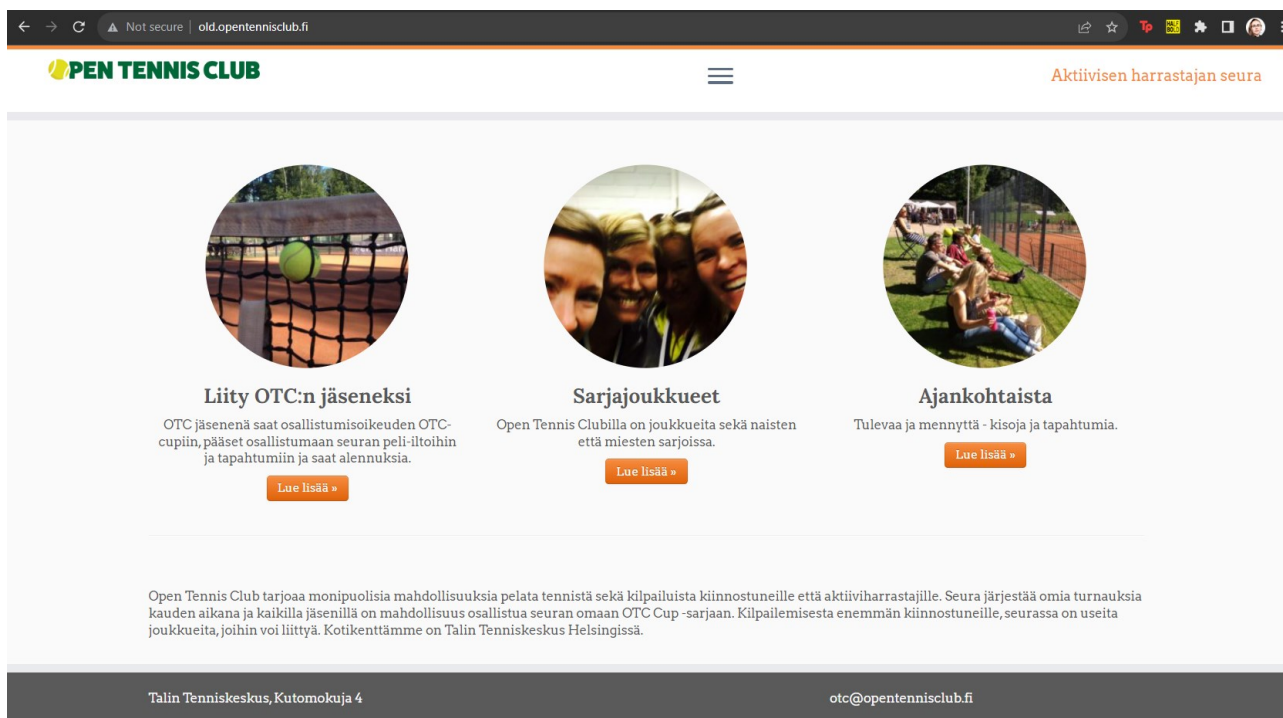 Not secure | old.opentennisclub.fi
OPEN TENNIS CLUB
Aktiivisen harrastajan seura
Liity OTC:n jäseneksi
OTC jäsenenä saat osallistumisoikeuden OTC-
cupiin, pääset osallistumaan seuran peli-iltoihin
ja tapahtumiin ja saat alennuksia.
Lue lisää »
Sarjajoukkueet
Open Tennis Clubilla on joukkueita sekä naisten
että miesten sarjoissa.
Lue lisää »
Ajankohtaista
Tulevaa ja mennyttä - kisoja ja tapahtumia.
Lue lisää »
Open Tennis Club tarjoaa monipuolisia mahdollisuuksia pelata tennistä sekä kilpailuista kiinnostuneille että aktiiviharrastajille. Seura järjestää omia turnauksia
kauden aikana ja kaikilla jäsenillä on mahdollisuus osallistua seuran omaan OTC Cup -sarjaan. Kilpailemisesta enemmän kiinnostuneille, seurassa on useita
joukkueita, joihin voi liittyä. Kotikenttämme on Talin Tenniskeskus Helsingissä.
Talin Tenniskeskus, Kutomokuja 4
otc@opentennisclub.fi